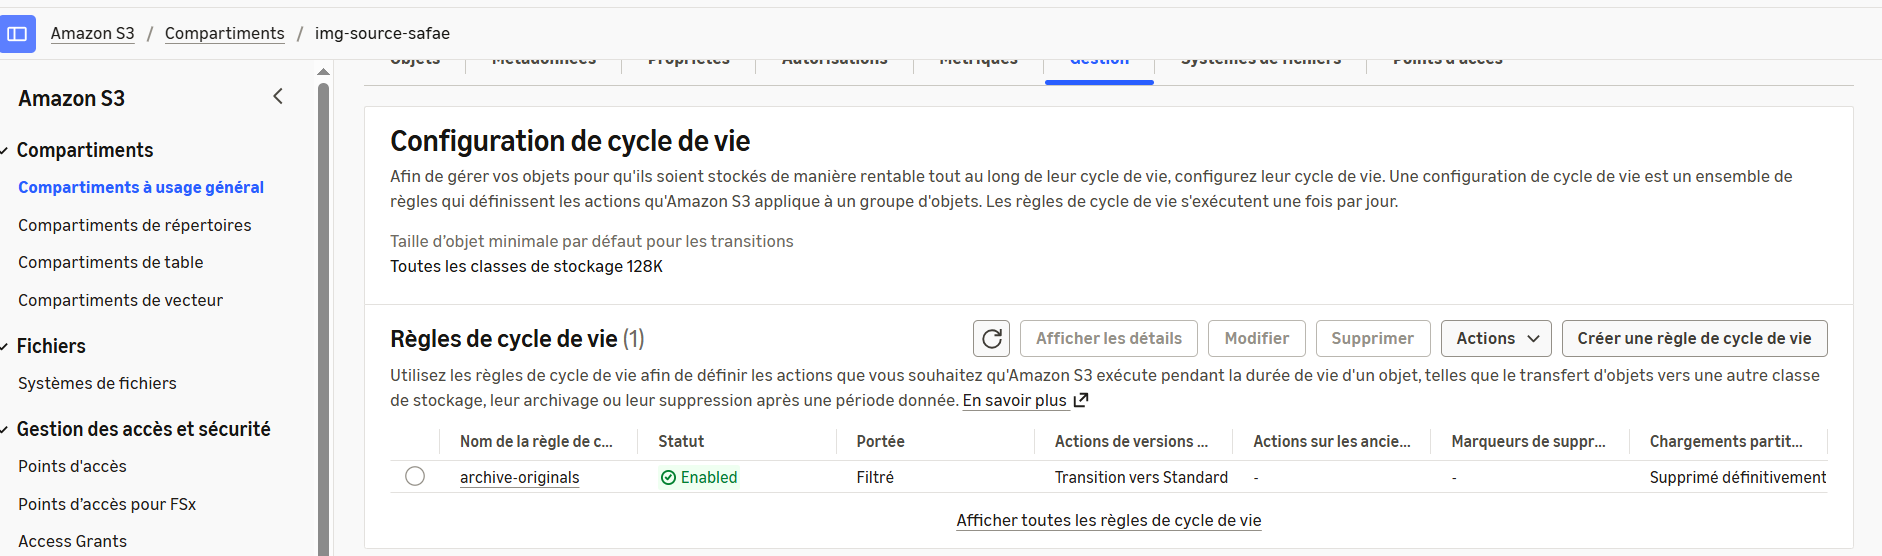 Amazon S3 / Compartiments / img-source-safae
Objets Métadonnées Propriétés Autorisations Métriques Gestion Systèmes de fichiers Points d'accès
Amazon S3
Compartiments
Compartiments à usage général
Compartiments de répertoires
Compartiments de table
Compartiments de vecteur
Fichiers
Systèmes de fichiers
Gestion des accès et sécurité
Points d'accès
Points d’accès pour FSx
Access Grants
Configuration de cycle de vie
Afin de gérer vos objets pour qu'ils soient stockés de manière rentable tout au long de leur cycle de vie, configurez leur cycle de vie. Une configuration de cycle de vie est un ensemble de
règles qui définissent les actions qu'Amazon S3 applique à un groupe d'objets. Les règles de cycle de vie s'exécutent une fois par jour.
Taille d’objet minimale par défaut pour les transitions
Toutes les classes de stockage 128K
Règles de cycle de vie (1)
Afficher les détails Modifier Supprimer Actions Créer une règle de cycle de vie
Utilisez les règles de cycle de vie afin de définir les actions que vous souhaitez qu'Amazon S3 exécute pendant la durée de vie d'un objet, telles que le transfert d'objets vers une autre classe
de stockage, leur archivage ou leur suppression après une période donnée. En savoir plus
Nom de la règle de c... Statut Portée Actions de versions ... Actions sur les ancie... Marqueurs de suppr... Chargements partit...
archive-originals Enabled Filtré Transition vers Standard - - Supprimé définitivement
Afficher toutes les règles de cycle de vie